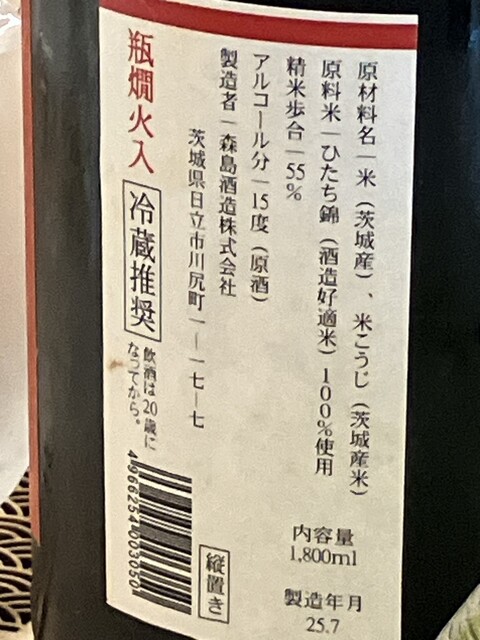 原材料名｜米（茨城産）、米こうじ（茨城産米）
原料米｜ひたち錦（酒造好適米）100％使用
精米歩合｜55％
アルコール分｜15度（原酒）
製造者｜森島酒造株式会社
茨城県日立市川尻町一―一七―七
瓶燗火入
冷蔵推奨
飲酒は20歳に
なってから。
4966254003050
縦置き
内容量
1,800ml
製造年月
25.7